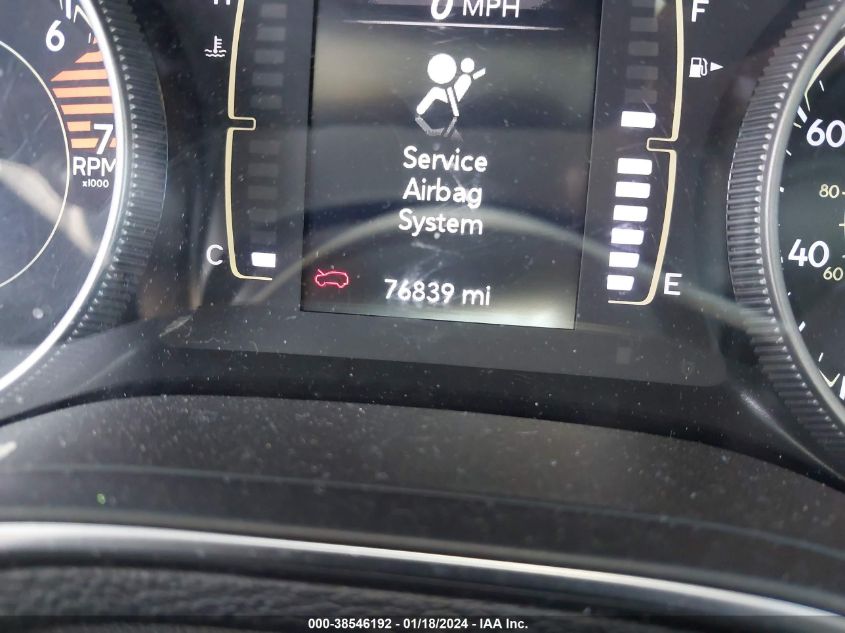 0 MPH
H
F
6
7
RPM
x1000
Service
Airbag
System
C
E
76839 mi
60
80
40
60
000-38546192 - 01/18/2024 - IAA Inc.